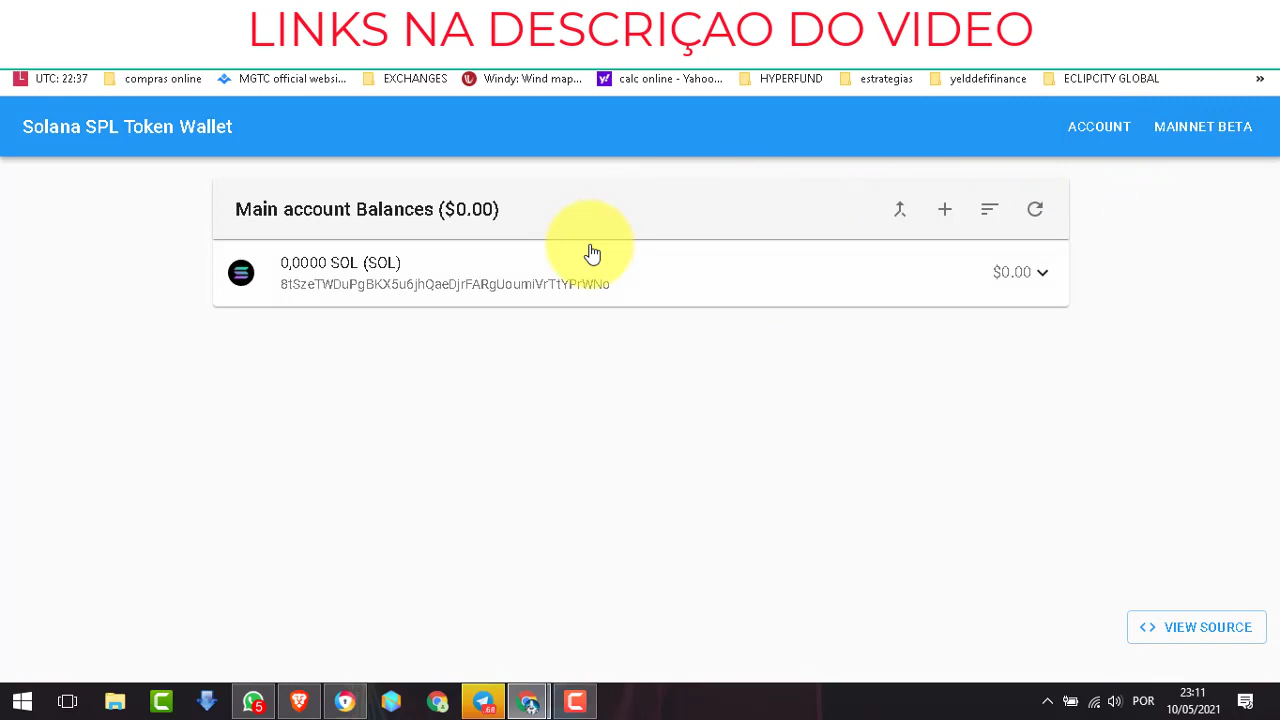 LINKS NA DESCRIÇAO DO VIDEO
UTC: 22:37 compras online MGTC official websi... EXCHANGES Windy: Wind map... calc online - Yahoo... HYPERFUND estrategias yelddefifinance ECLIPCITY GLOBAL »
Solana SPL Token Wallet ACCOUNT MAINNET BETA
Main account Balances ($0.00)
0,0000 SOL (SOL)
$0.00
VIEW SOURCE
5 68 POR 23:11
10/05/2021